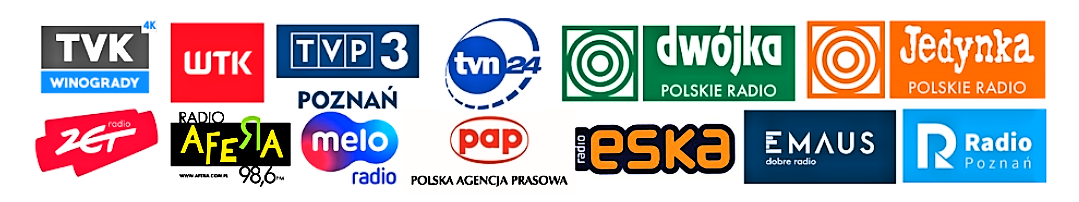 TVK 4K
WINOGRADY
WTK
TVP 3
POZNAŃ
tvn24
dwójka
POLSKIE RADIO
Jedynka
POLSKIE RADIO
radio
ZET
RADIO
AFERA
WWW.AFERA.COM.PL
98,6 FM
melo
radio
pap
POLSKA AGENCJA PRASOWA
radio
eska
EMAUS
dobre radio
R Radio
Poznań